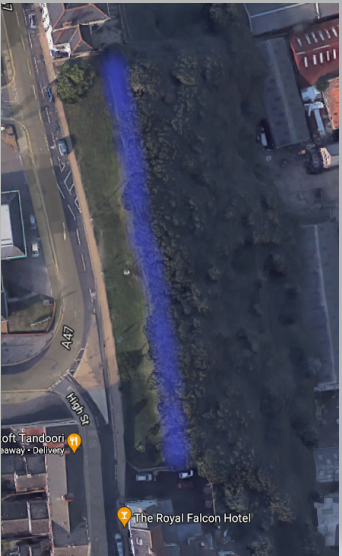 A47
High St
oft Tandoori
eaway • Delivery
The Royal Falcon Hotel